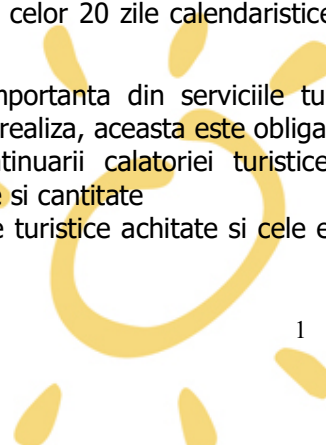 celor 20 zile calendaristice
mportanta din serviciile tu
realiza, aceasta este obliga
tinuarii calatoriei turistice
si cantitate
e turistice achitate si cele e
1